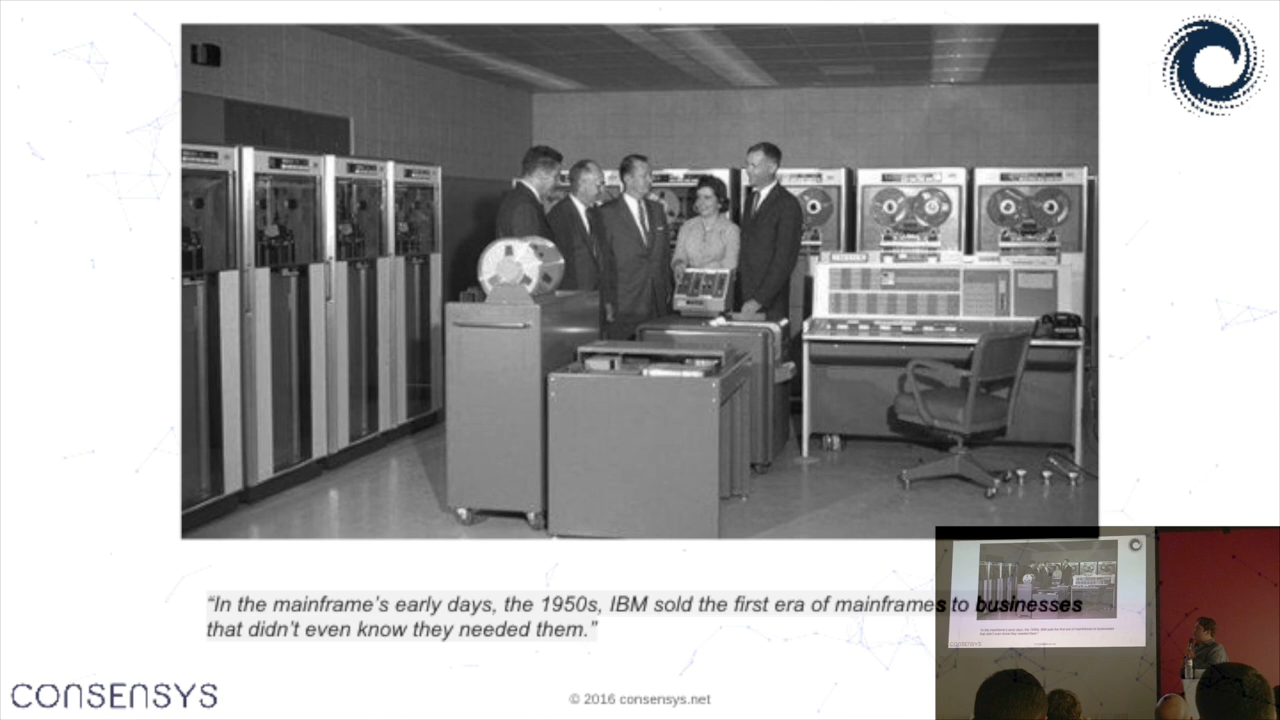 “In the mainframe’s early days, the 1950s, IBM sold the first era of mainframes to businesses
that didn’t even know they needed them.”
CONSENSYS
© 2016 consensys.net